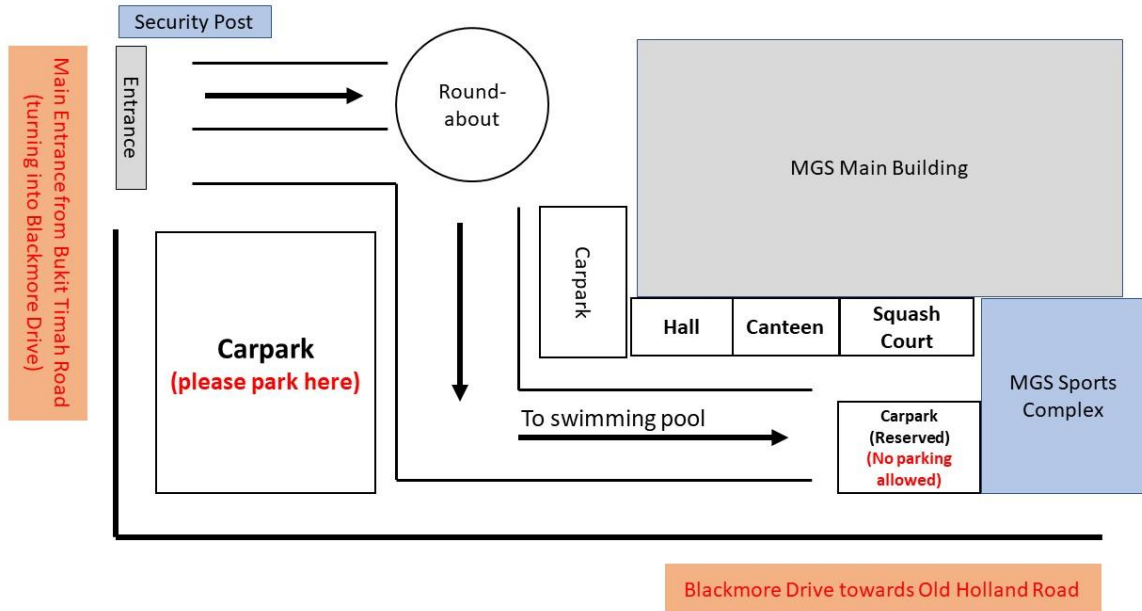 Security Post
Main Entrance from Bukit Timah Road
(turning into Blackmore Drive)
Entrance
Round-
about
MGS Main Building
Carpark
Hall
Canteen
Squash
Court
Carpark
(please park here)
MGS Sports
Complex
To swimming pool
Carpark
(Reserved)
(No parking
allowed)
Blackmore Drive towards Old Holland Road